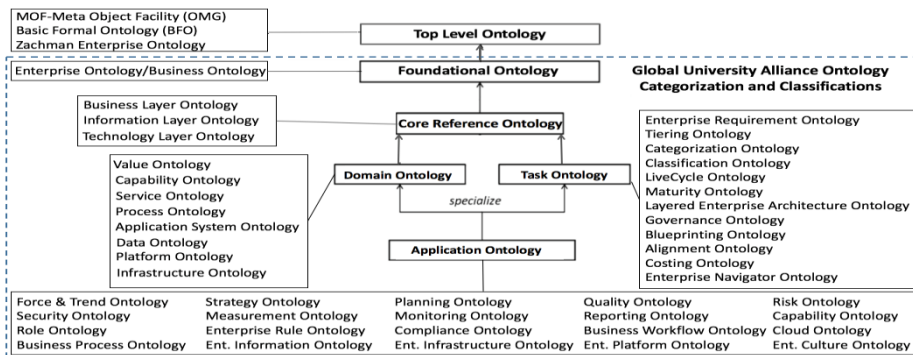 MOF-Meta Object Facility (OMG)
Basic Formal Ontology (BFO)
Zachman Enterprise Ontology
Top Level Ontology
Enterprise Ontology/Business Ontology
Foundational Ontology
Global University Alliance Ontology
Categorization and Classifications
Business Layer Ontology
Information Layer Ontology
Technology Layer Ontology
Core Reference Ontology
Value Ontology
Capability Ontology
Service Ontology
Process Ontology
Application System Ontology
Data Ontology
Platform Ontology
Infrastructure Ontology
Domain Ontology
Task Ontology
specialize
Application Ontology
Enterprise Requirement Ontology
Tiering Ontology
Categorization Ontology
Classification Ontology
LiveCycle Ontology
Maturity Ontology
Layered Enterprise Architecture Ontology
Governance Ontology
Blueprinting Ontology
Alignment Ontology
Costing Ontology
Enterprise Navigator Ontology
Force & Trend Ontology Strategy Ontology Planning Ontology Quality Ontology Risk Ontology
Security Ontology Measurement Ontology Monitoring Ontology Reporting Ontology Capability Ontology
Role Ontology Enterprise Rule Ontology Compliance Ontology Business Workflow Ontology Cloud Ontology
Business Process Ontology Ent. Information Ontology Ent. Infrastructure Ontology Ent. Platform Ontology Ent. Culture Ontology